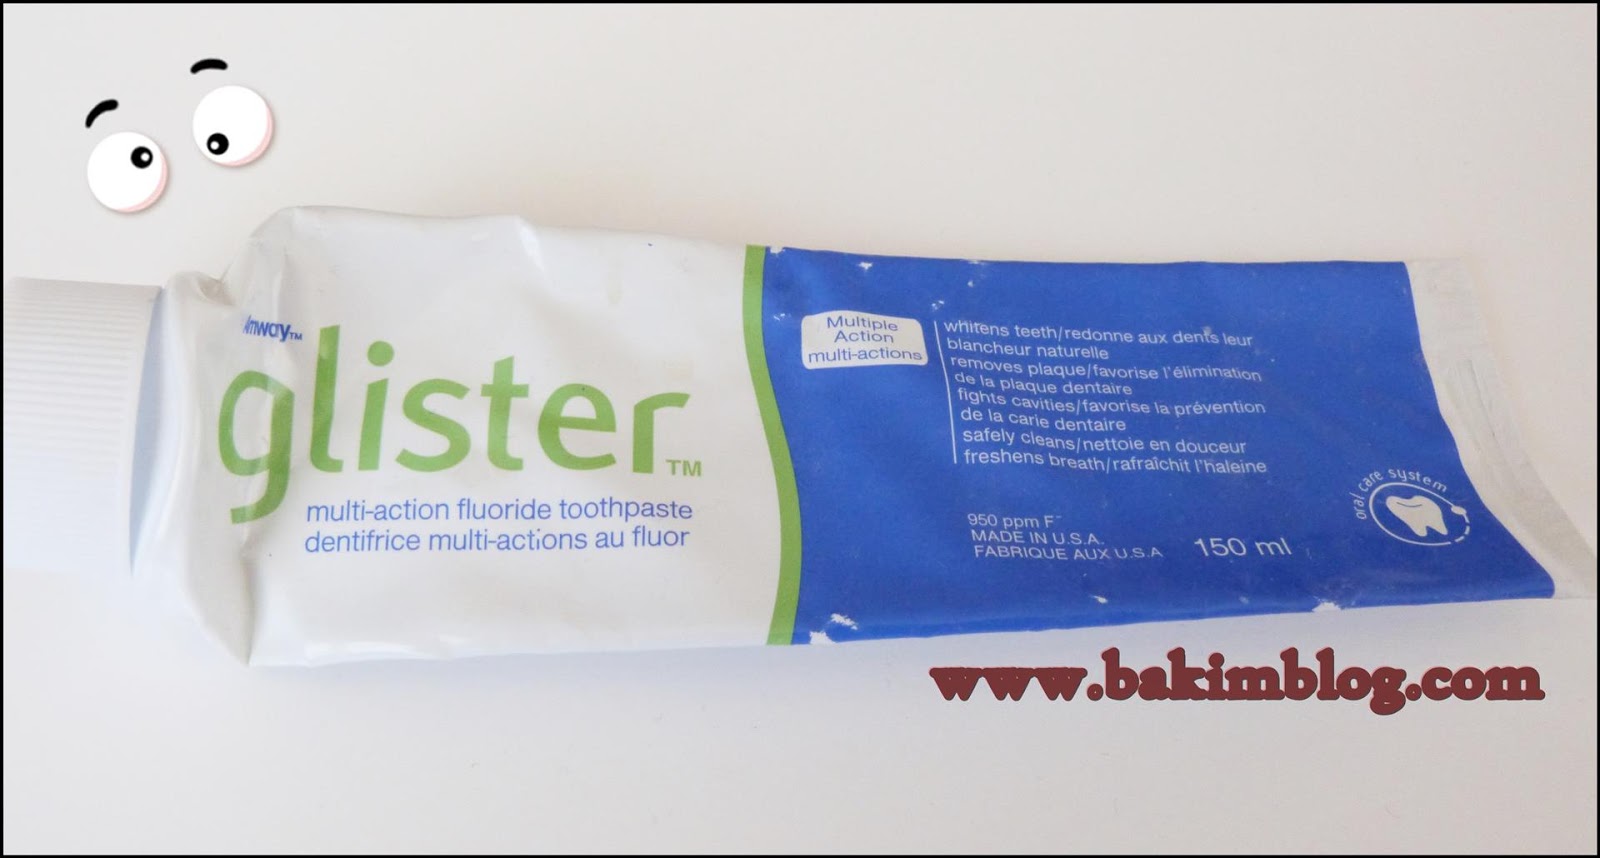 Amway™
glister™
multi-action fluoride toothpaste
dentifrice multi-actions au fluor
Multiple
Action
multi-actions
whitens teeth/redonne aux dents leur
blancheur naturelle
removes plaque/favorise l'élimination
de la plaque dentaire
fights cavities/favorise la prévention
de la carie dentaire
safely cleans/nettoie en douceur
freshens breath/rafraîchit l'haleine
950 ppm F⁻
MADE IN U.S.A.
FABRIQUE AUX U.S.A
150 ml
oral care system
www.bakimblog.com